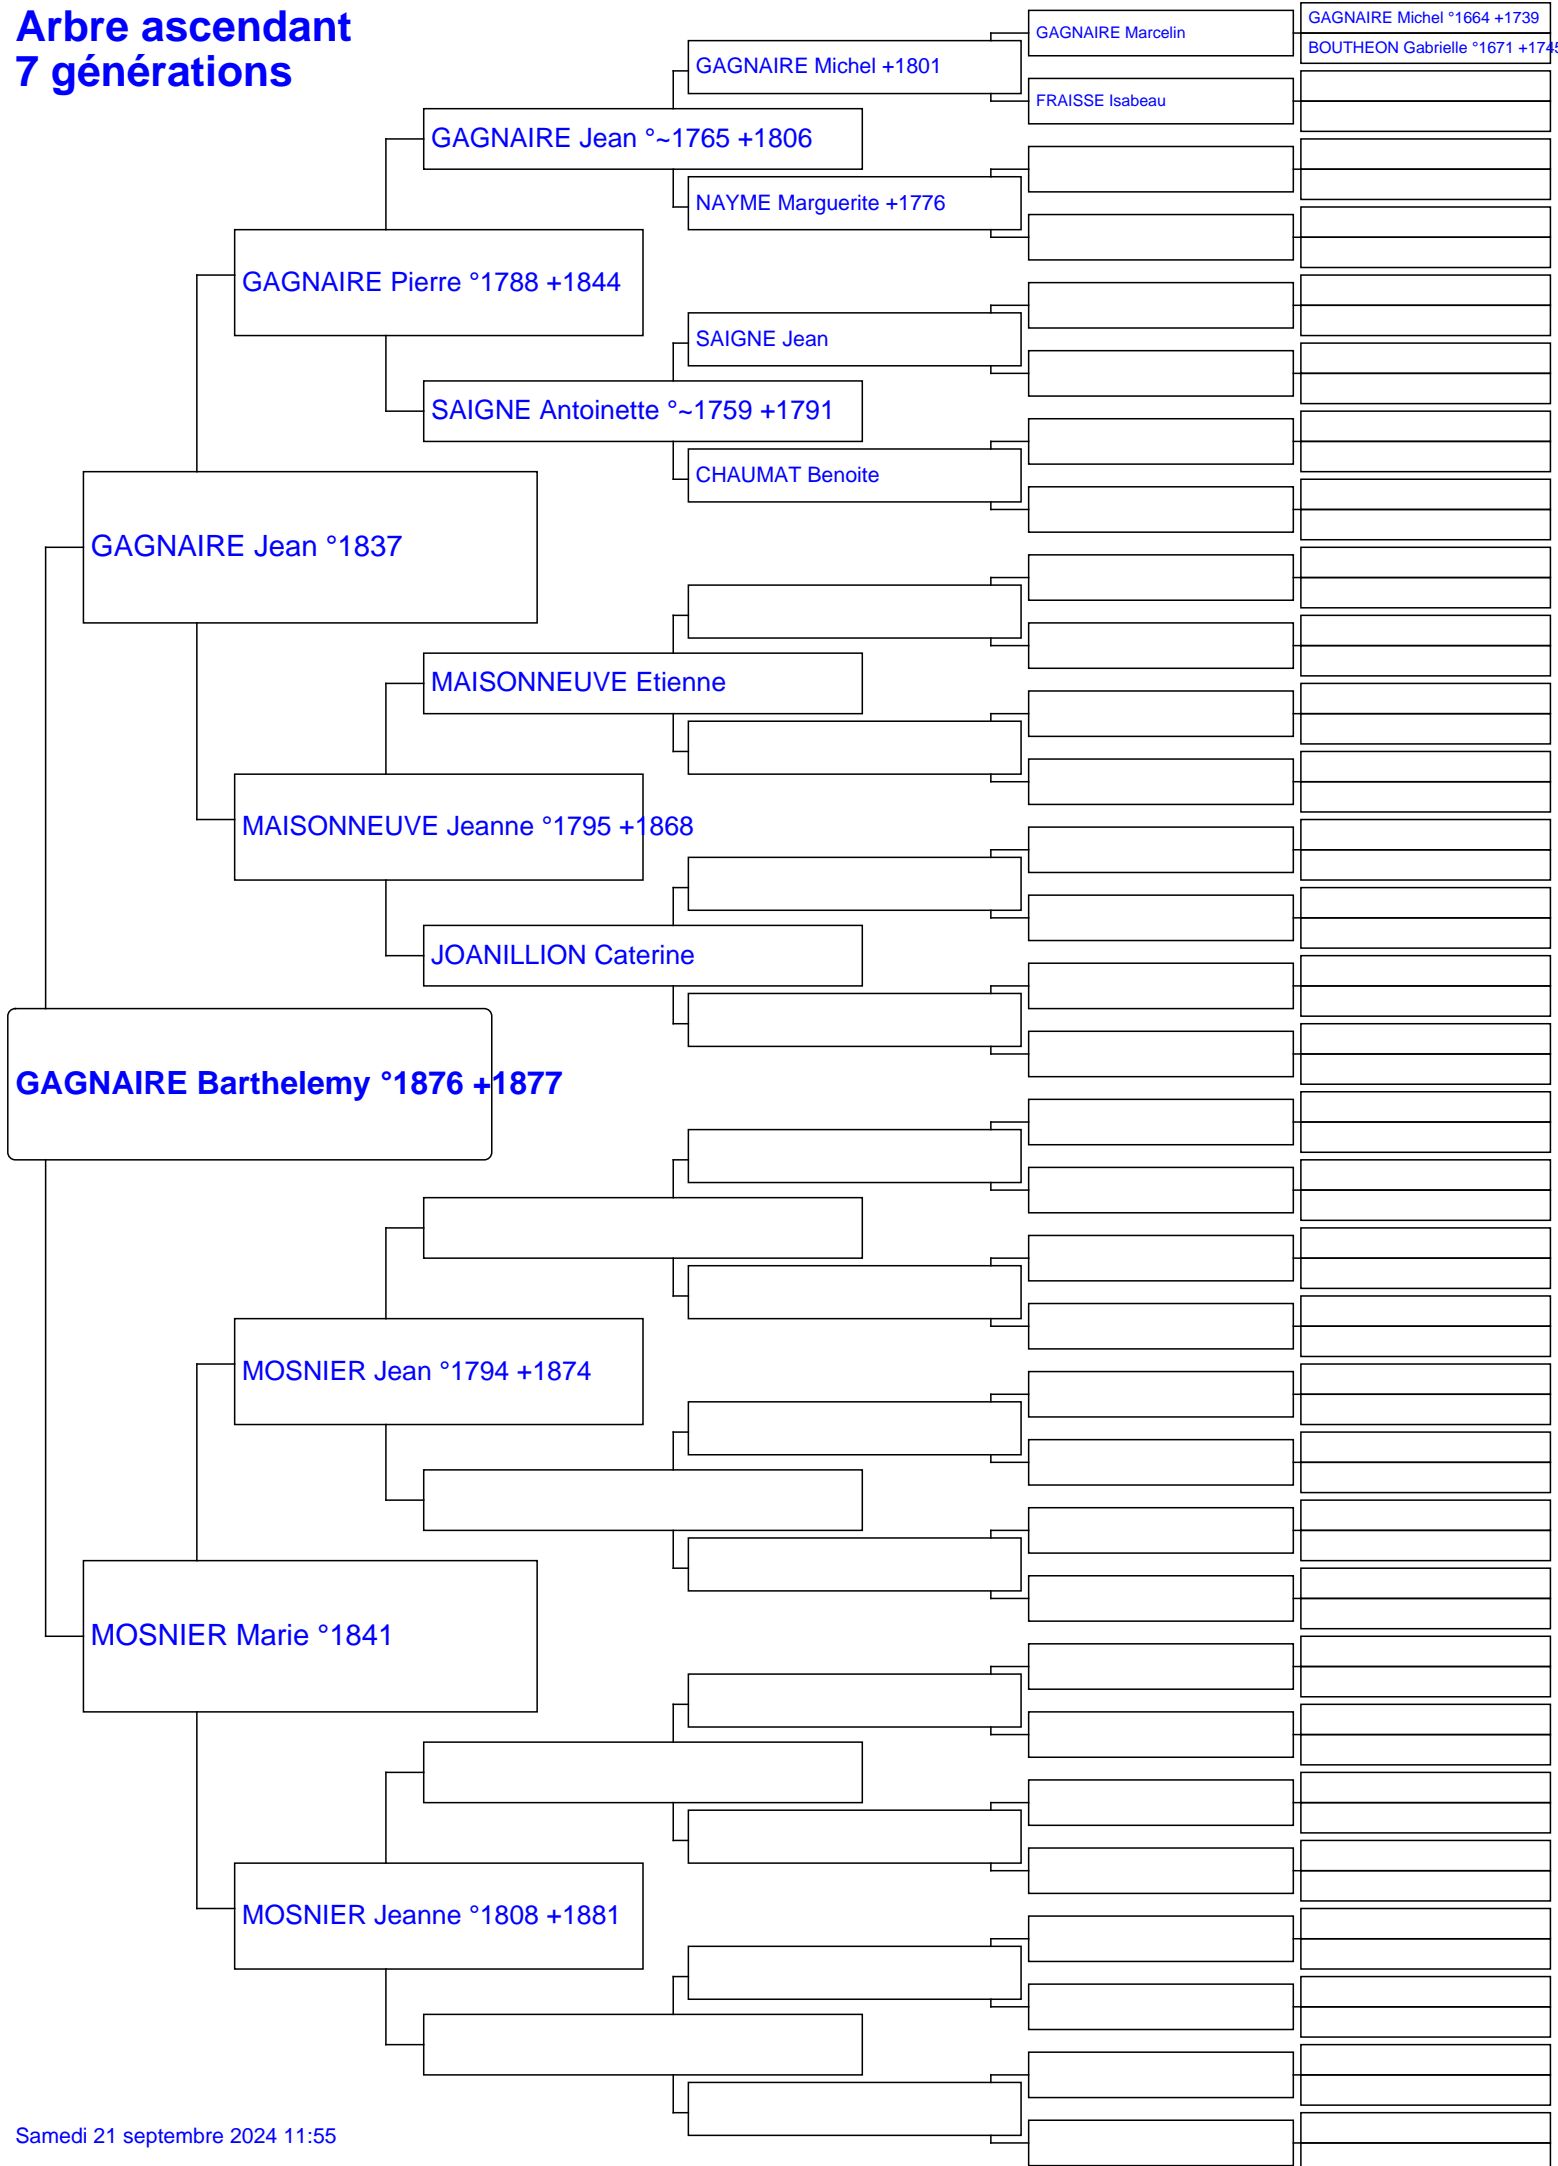 Arbre ascendant
7 générations
GAGNAIRE Marcelin
GAGNAIRE Michel °1664 +1739
BOUTHEON Gabrielle °1671 +1745
GAGNAIRE Michel +1801
FRAISSE Isabeau
GAGNAIRE Jean °~1765 +1806
NAYME Marguerite +1776
GAGNAIRE Pierre °1788 +1844
SAIGNE Jean
SAIGNE Antoinette °~1759 +1791
CHAUMAT Benoite
GAGNAIRE Jean °1837
MAISONNEUVE Etienne
MAISONNEUVE Jeanne °1795 +1868
JOANILLION Caterine
GAGNAIRE Barthelemy °1876 +1877
MOSNIER Jean °1794 +1874
MOSNIER Marie °1841
MOSNIER Jeanne °1808 +1881
Samedi 21 septembre 2024 11:55